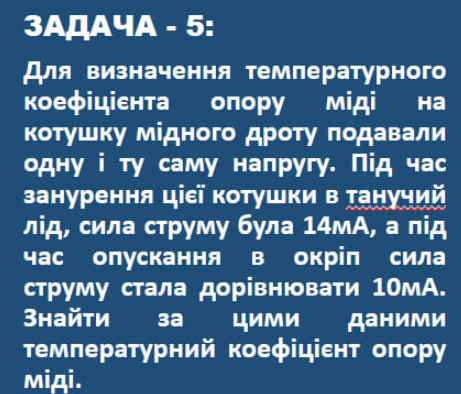 ЗАДАЧА - 5:
Для визначення температурного
коефіцієнта опору міді на
котушку мідного дроту подавали
одну і ту саму напругу. Під час
занурення цієї котушки в танучий
лід, сила струму була 14мА, а під
час опускання в окріп сила
струму стала дорівнювати 10мА.
Знайти за цими даними
температурний коефіцієнт опору
міді.